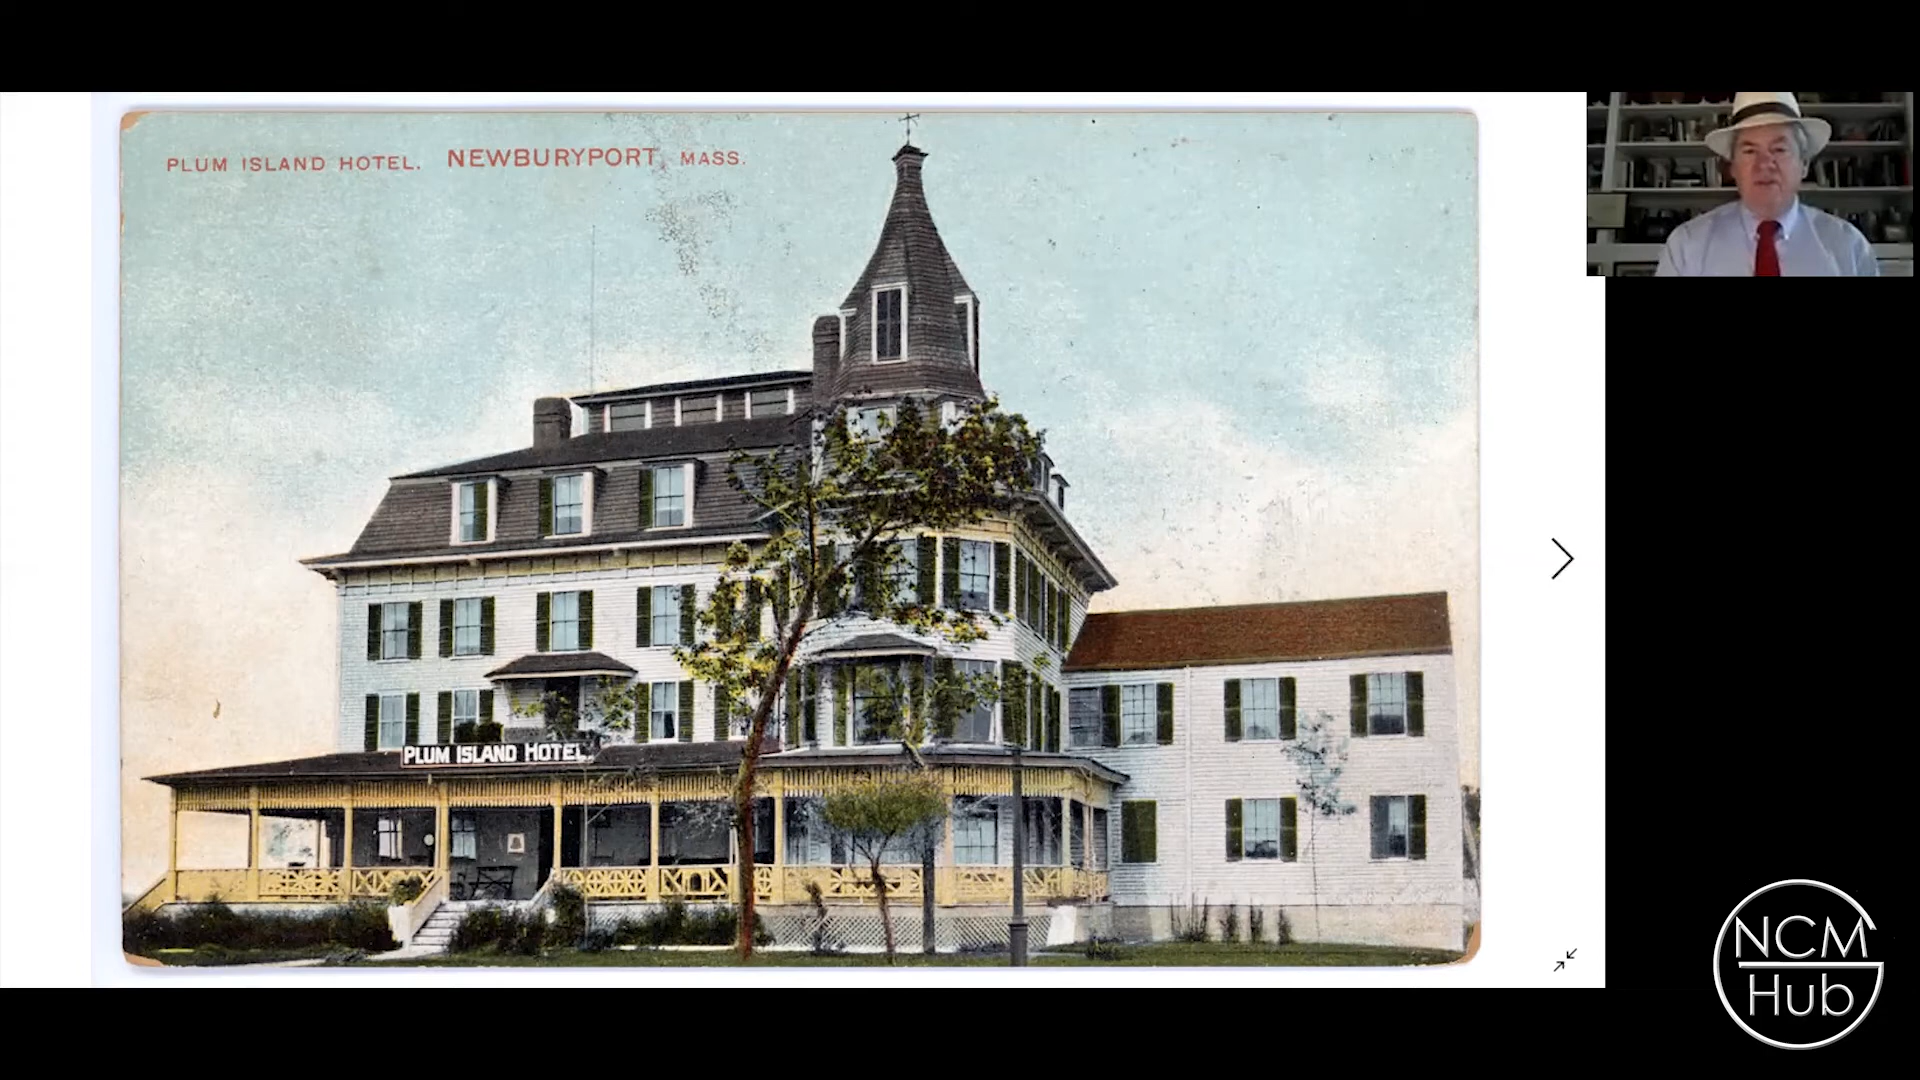 PLUM ISLAND HOTEL. NEWBURYPORT, MASS.
PLUM ISLAND HOTEL.
NCM
Hub